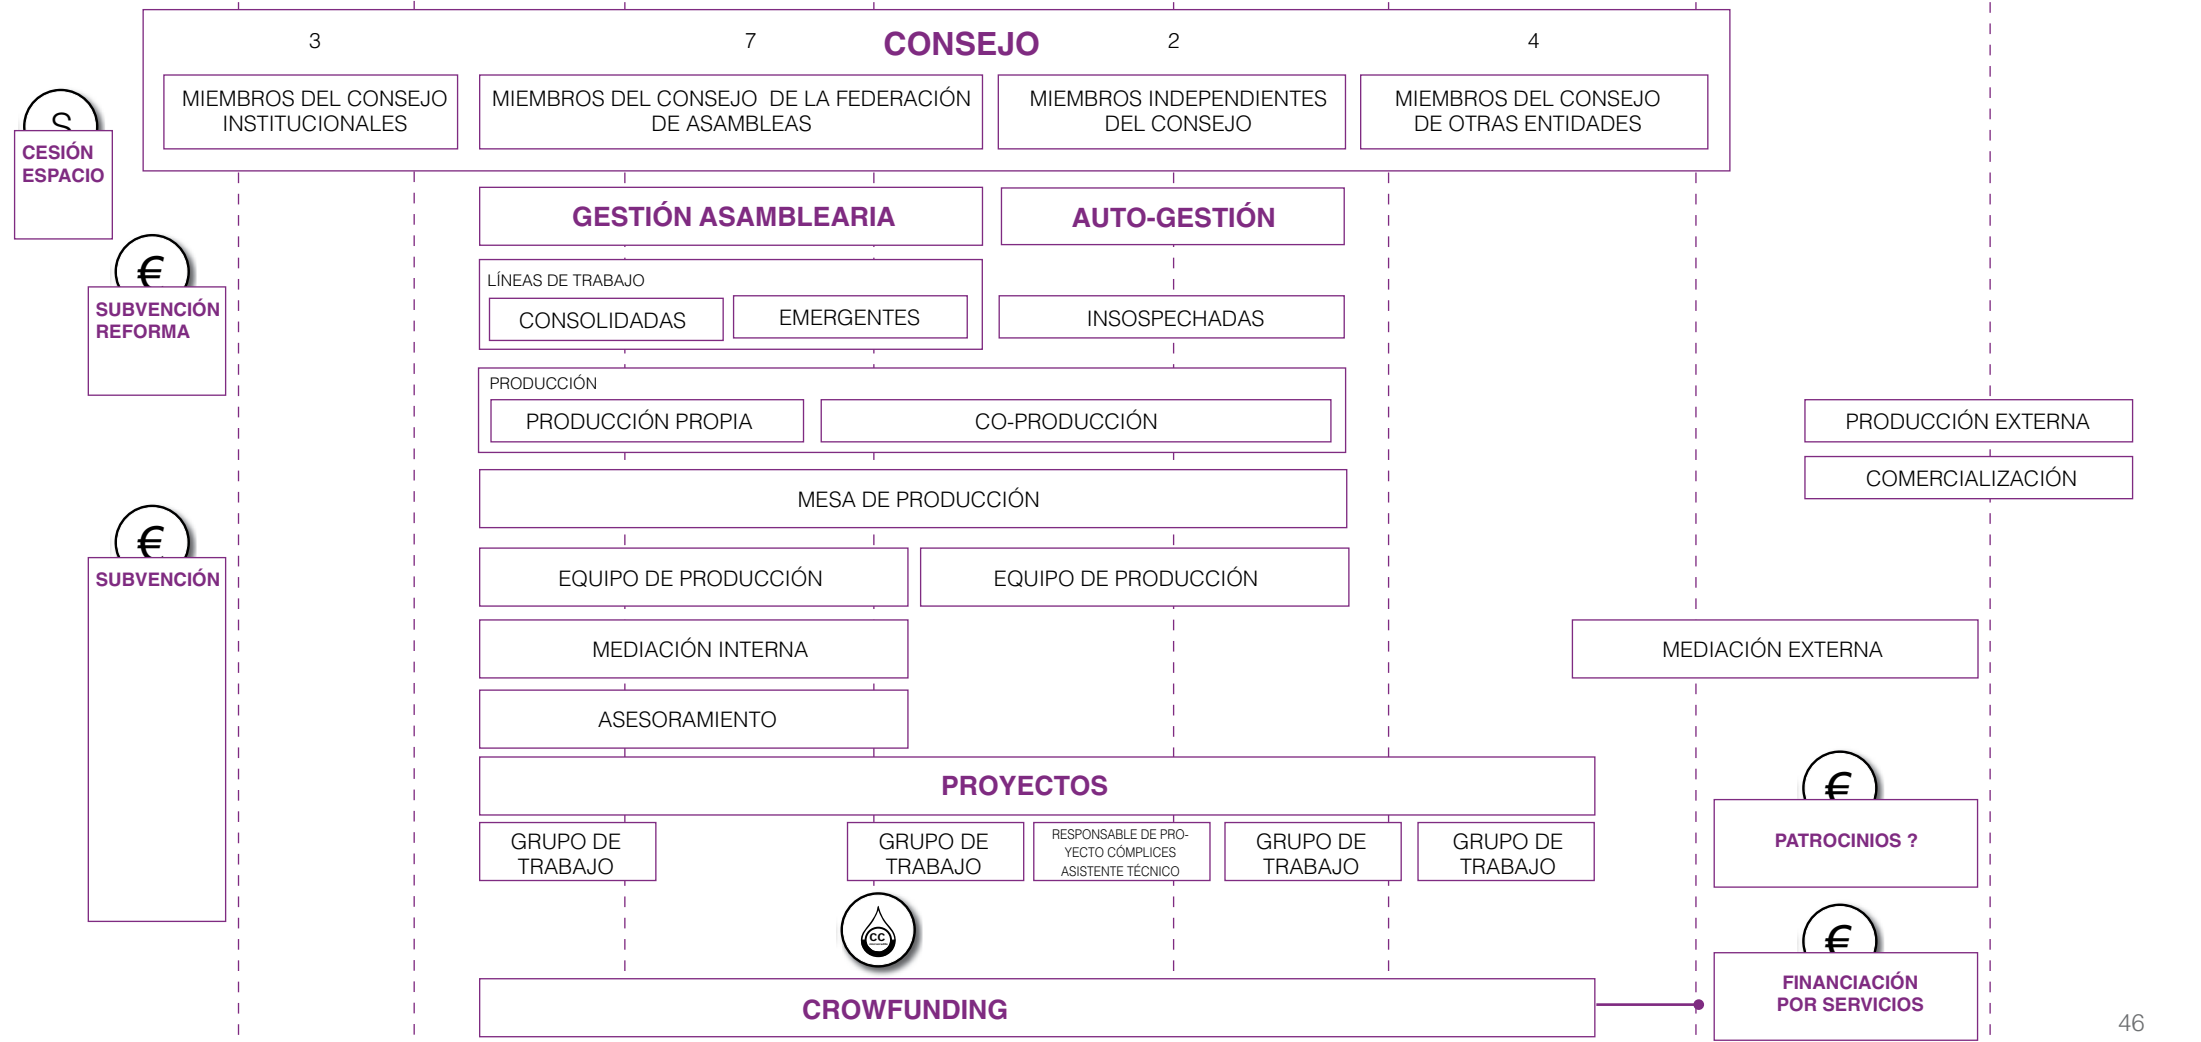 3
7
CONSEJO
2
4
MIEMBROS DEL CONSEJO
INSTITUCIONALES
MIEMBROS DEL CONSEJO DE LA FEDERACIÓN
DE ASAMBLEAS
MIEMBROS INDEPENDIENTES
DEL CONSEJO
MIEMBROS DEL CONSEJO
DE OTRAS ENTIDADES
S
CESIÓN
ESPACIO
GESTIÓN ASAMBLEARIA
AUTO-GESTIÓN
€
SUBVENCIÓN
REFORMA
LÍNEAS DE TRABAJO
CONSOLIDADAS
EMERGENTES
INSOSPECHADAS
PRODUCCIÓN
PRODUCCIÓN PROPIA
CO-PRODUCCIÓN
PRODUCCIÓN EXTERNA
COMERCIALIZACIÓN
MESA DE PRODUCCIÓN
€
SUBVENCIÓN
EQUIPO DE PRODUCCIÓN
EQUIPO DE PRODUCCIÓN
MEDIACIÓN INTERNA
MEDIACIÓN EXTERNA
ASESORAMIENTO
PROYECTOS
€
PATROCINIOS ?
GRUPO DE
TRABAJO
GRUPO DE
TRABAJO
RESPONSABLE DE PRO-
YECTO CÓMPLICES
ASISTENTE TÉCNICO
GRUPO DE
TRABAJO
GRUPO DE
TRABAJO
CC
€
FINANCIACIÓN
POR SERVICIOS
CROWFUNDING
46